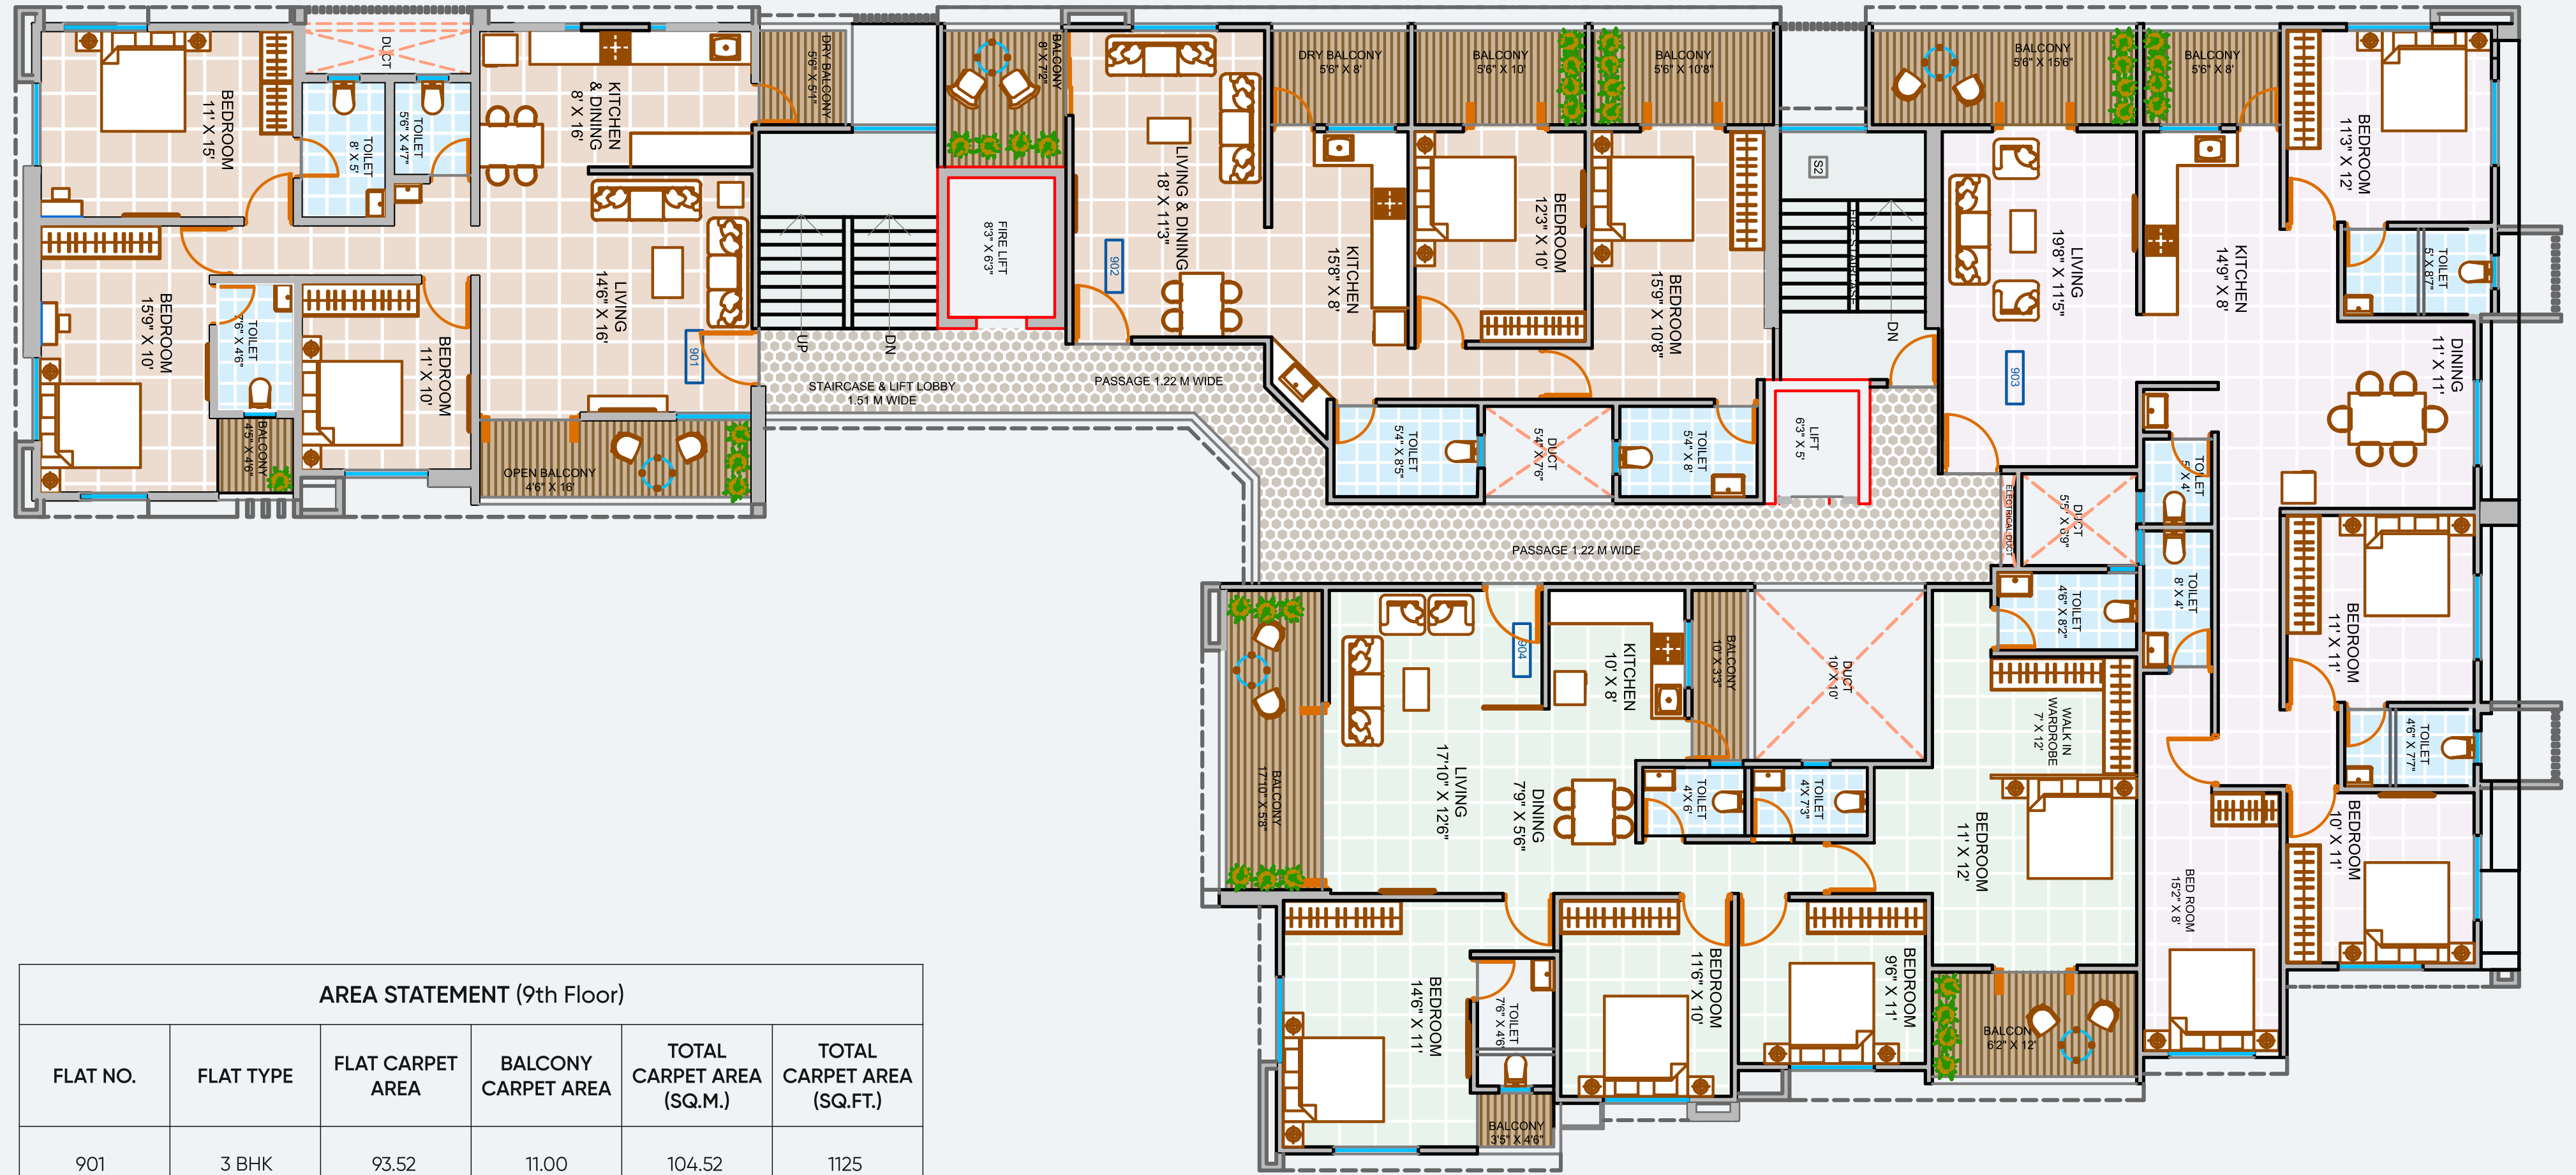 BEDROOM
11' X 15'
DUCT
TOILET
8' X 5'
TOILET
5'6" X 4'7"
KITCHEN
& DINING
8' X 16'
DRY BALCONY
5'6" X 5'1"
BEDROOM
15'9" X 10'
TOILET
7'6" X 4'6"
BALCONY
4'5" X 4'6"
BEDROOM
11' X 10'
LIVING
14'6" X 16'
901
OPEN BALCONY
4'6" X 16'
UP
DN
STAIRCASE & LIFT LOBBY
1.51 M WIDE
BALCONY
8' X 7'2"
FIRE LIFT
8'3" X 6'3"
LIVING & DINING
18' X 11'3"
902
PASSAGE 1.22 M WIDE
DRY BALCONY
5'6" X 8'
BALCONY
5'6" X 10'
BALCONY
5'6" X 10'8"
KITCHEN
15'8" X 8'
BEDROOM
12'3" X 10'
BEDROOM
15'9" X 10'8"
TOILET
5'4" X 8'5"
DUCT
5'4" X 7'6"
TOILET
5'4" X 8'
LIFT
6'3" X 5'
S2
FIRE STAIRCASE
DN
BALCONY
5'6" X 15'6"
BALCONY
5'6" X 8'
LIVING
19'8" X 11'5"
903
KITCHEN
14'9" X 8'
BEDROOM
11'3" X 12'
TOILET
5' X 8'7"
DINING
11' X 11'
TOILET
5' X 4'
ELECTRICAL DUCT
DUCT
5'5" X 6'9"
TOILET
4'6" X 8'2"
TOILET
8' X 4'
BEDROOM
11' X 11'
TOILET
4'6" X 7'7"
BEDROOM
10' X 11'
BED ROOM
15'2" X 8'
PASSAGE 1.22 M WIDE
BALCONY
17'10" X 5'8"
LIVING
17'10" X 12'6"
904
DINING
7'9" X 5'6"
KITCHEN
10' X 8'
BALCONY
10' X 3'3"
DUCT
10' X 10'
TOILET
4'X 6'
TOILET
4'X 7'3"
WALK IN
WARDROBE
7' X 12'
BEDROOM
11' X 12'
BEDROOM
14'6" X 11'
TOILET
7'6" X 4'6"
BALCONY
3'5" X 4'6"
BEDROOM
11'6" X 10'
BEDROOM
9'6" X 11'
BALCON
6'2" X 12'
AREA STATEMENT (9th Floor)
FLAT NO.
FLAT TYPE
FLAT CARPET
AREA
BALCONY
CARPET AREA
TOTAL
CARPET AREA
(SQ.M.)
TOTAL
CARPET AREA
(SQ.FT.)
901
3 BHK
93.52
11.00
104.52
1125